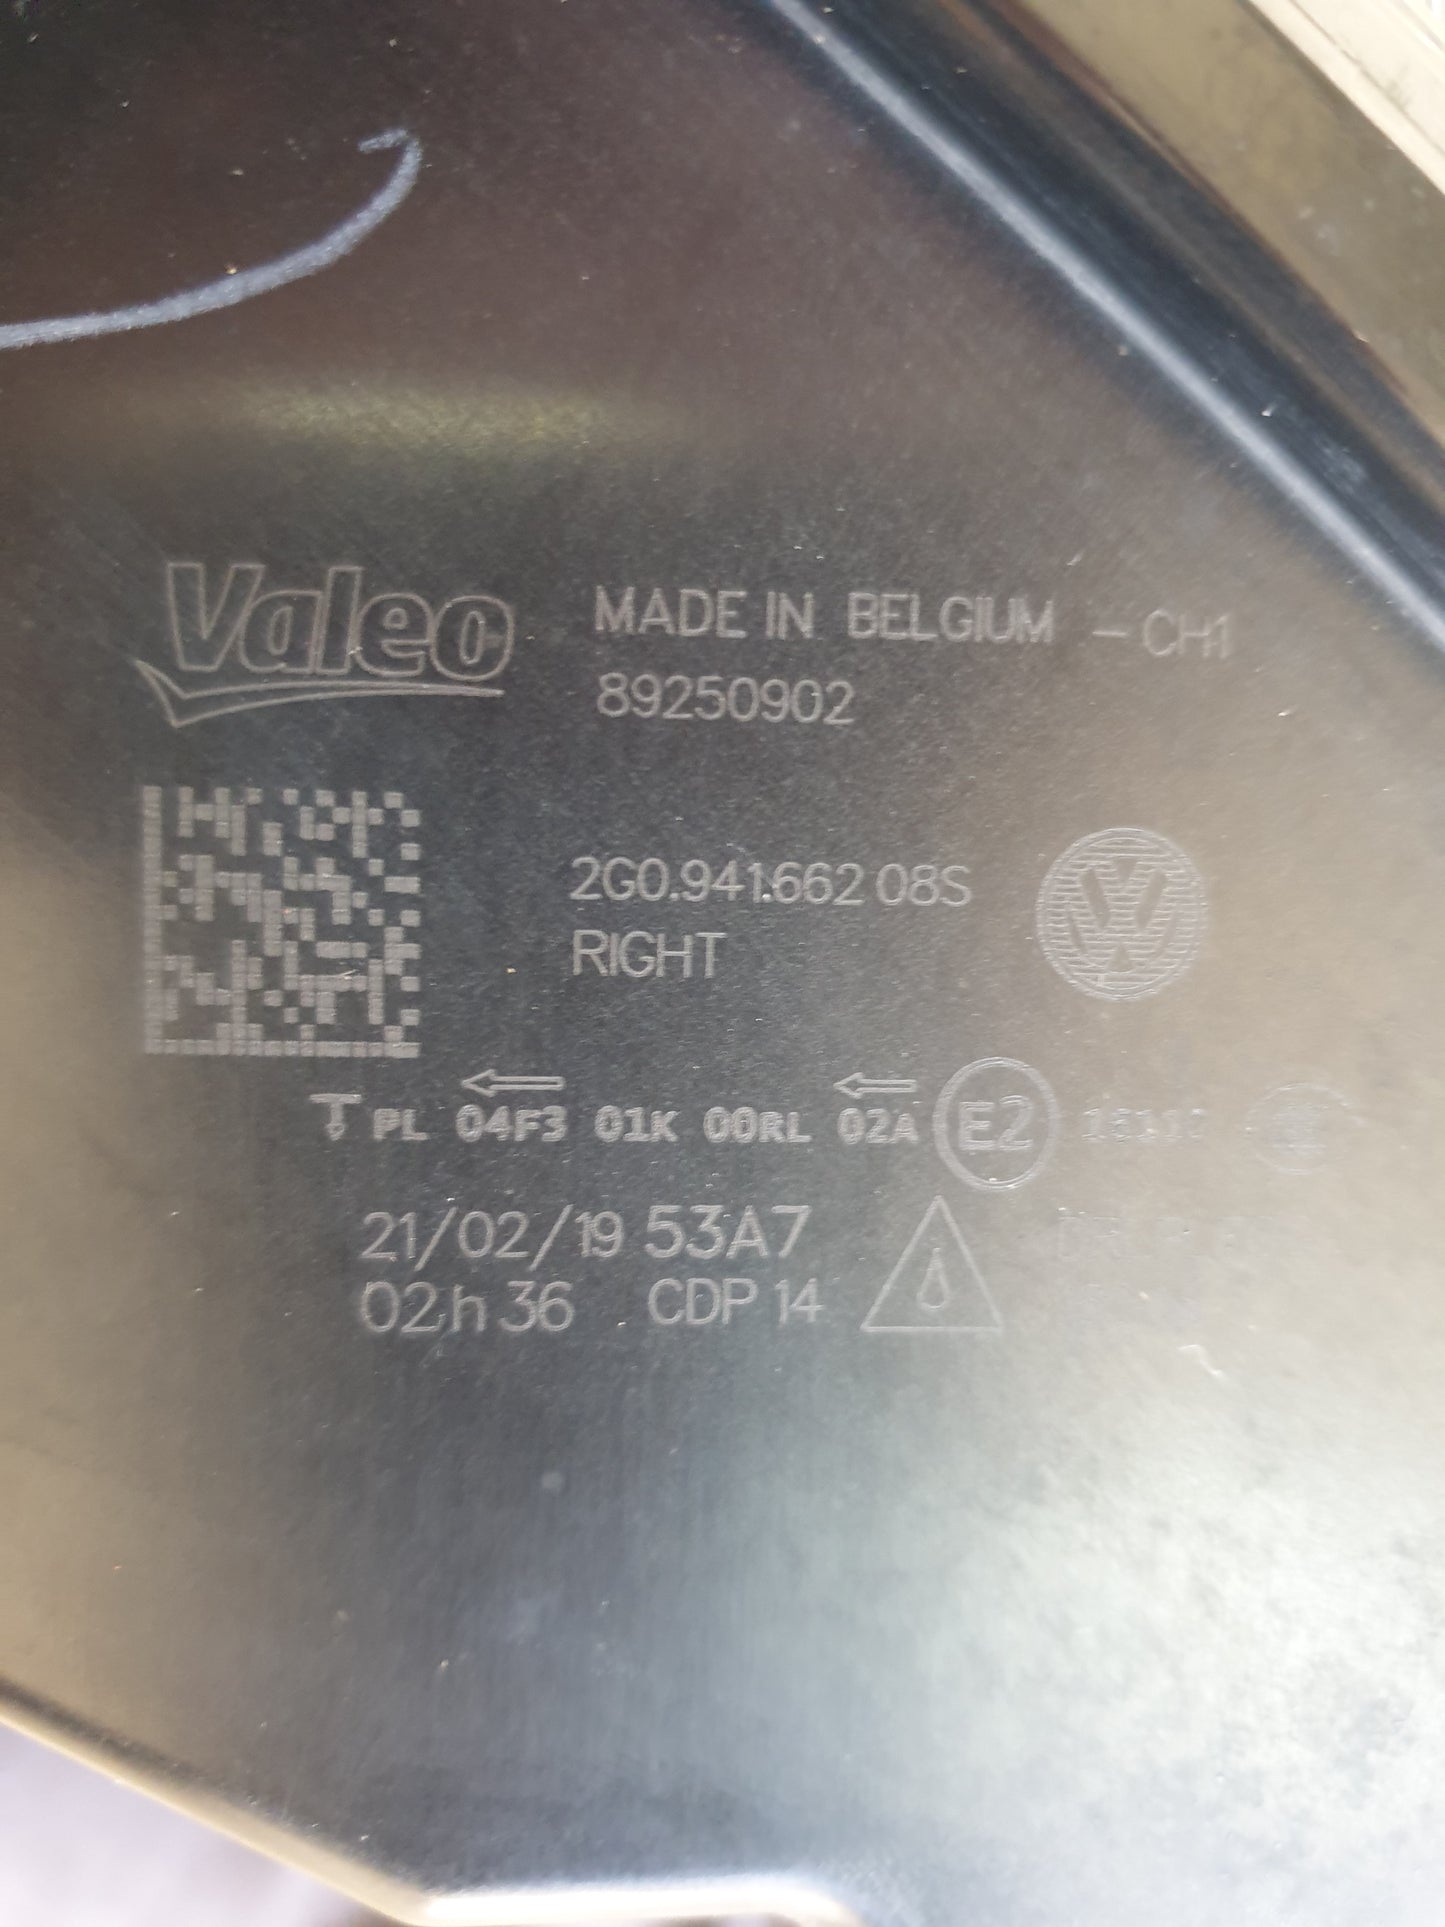 Valeo
MADE IN BELGIUM - CH1
89250902
2G0.941.662 08S
RIGHT
PL 04F3 01K 00RL 02A E2
21/02/19 53A7
02h36 CDP 14